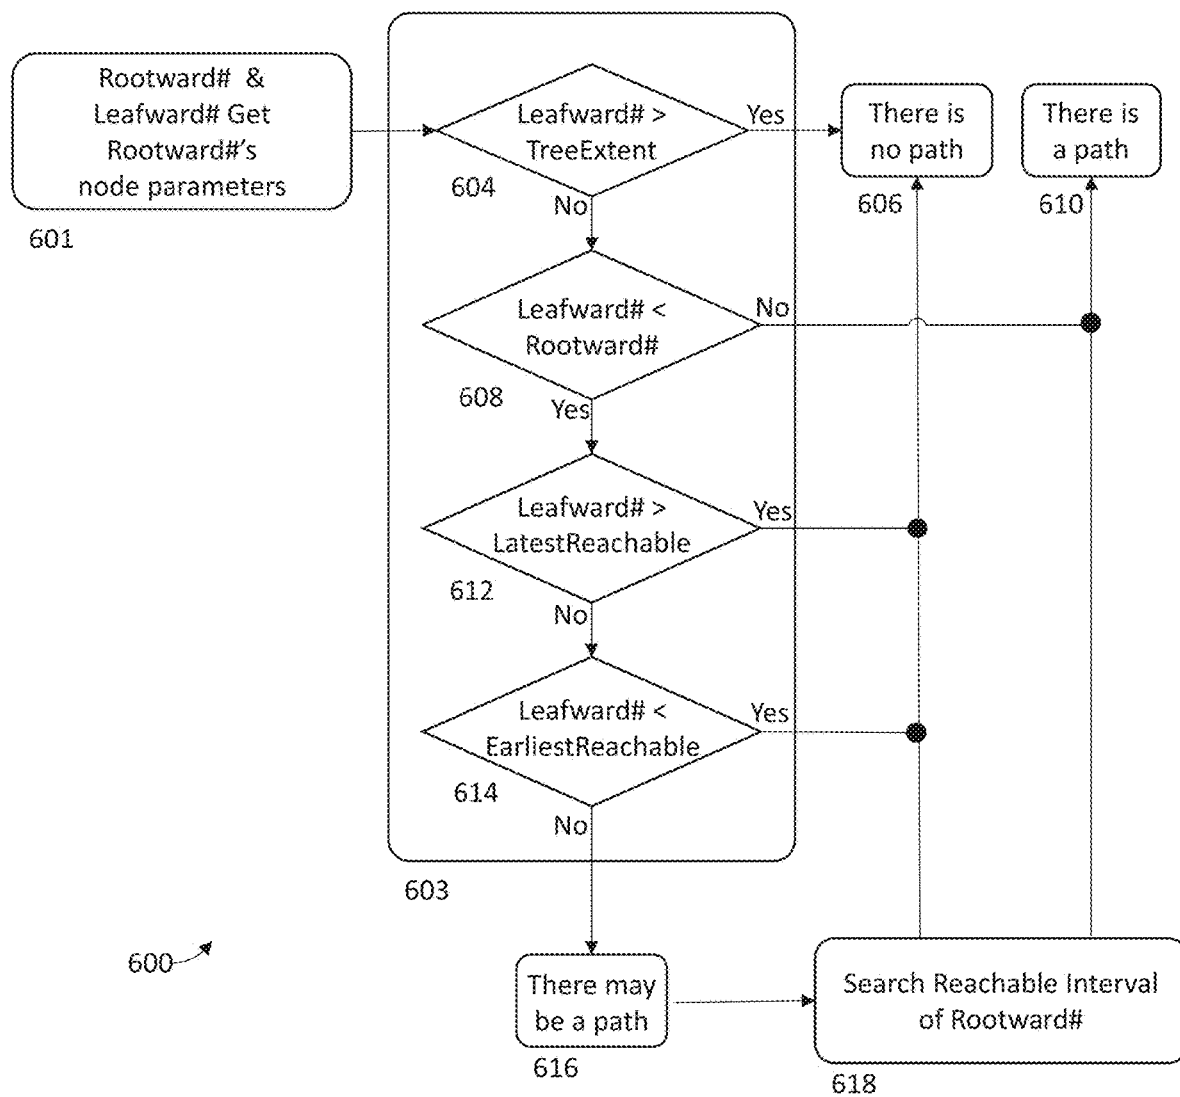 Rootward# &
Leafward# Get
Rootward#'s
node parameters
601
Leafward# >
TreeExtent
604
Yes
No
There is
no path
606
There is
a path
610
Leafward# <
Rootward#
608
No
Yes
Leafward# >
LatestReachable
612
Yes
No
Leafward# <
EarliestReachable
614
Yes
No
603
600
There may
be a path
616
Search Reachable Interval
of Rootward#
618